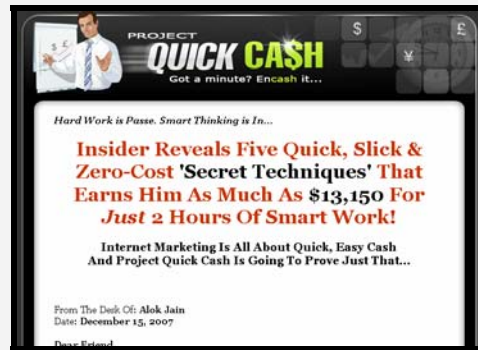 PROJECT
QUICK CA$H
Got a minute? Encash it...
$
£
¥
Hard Work is Passe. Smart Thinking is In...
Insider Reveals Five Quick, Slick &
Zero-Cost 'Secret Techniques' That
Earns Him As Much As $13,150 For
Just 2 Hours Of Smart Work!
Internet Marketing Is All About Quick, Easy Cash
And Project Quick Cash Is Going To Prove Just That...
From The Desk Of: Alok Jain
Date: December 15, 2007
Dear Friend